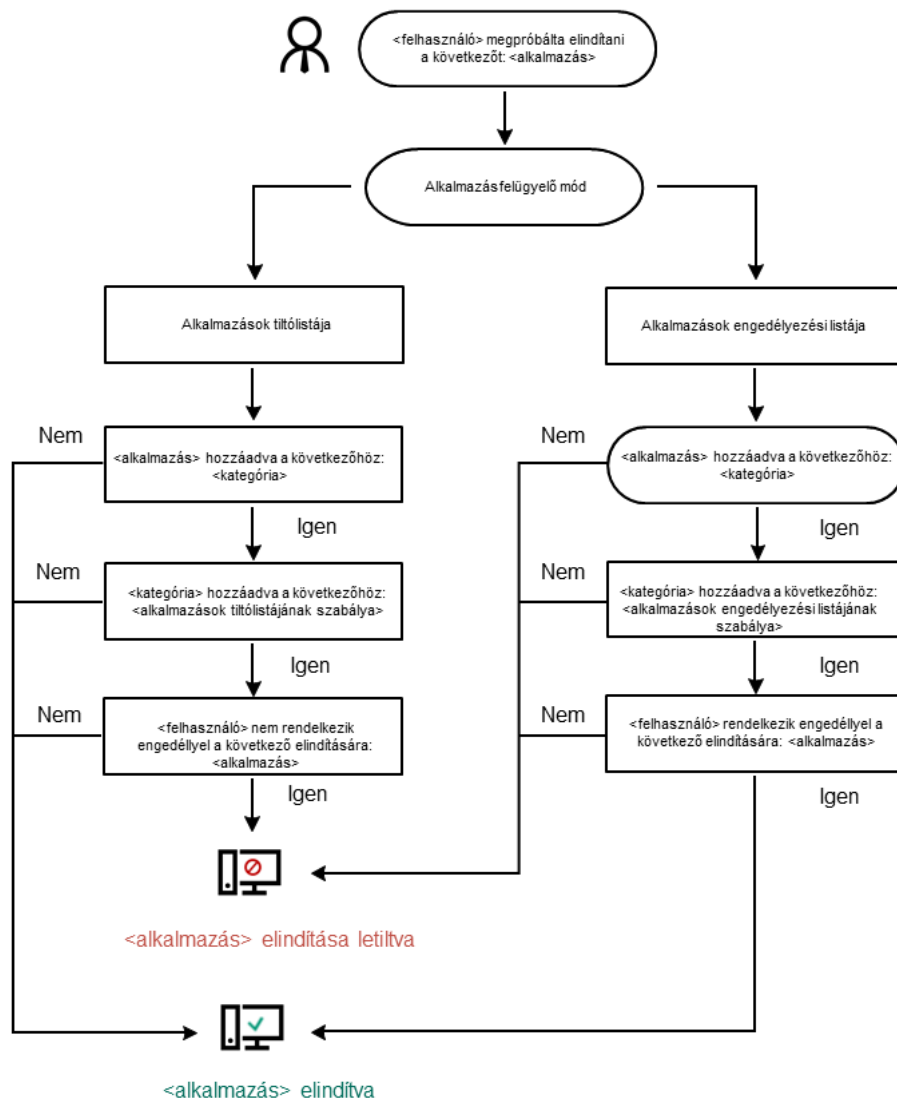 <felhasználó> megpróbálta elindítani
a következőt: <alkalmazás>
Alkalmazásfelügyelő mód
Alkalmazások tiltólistája
Alkalmazások engedélyezési listája
Nem
<alkalmazás> hozzáadva a következőhöz:
<kategória>
Igen
Nem
<alkalmazás> hozzáadva a következőhöz:
<kategória>
Igen
Nem
<kategória> hozzáadva a következőhöz:
<alkalmazások tiltólistájának szabálya>
Igen
Nem
<kategória> hozzáadva a következőhöz:
<alkalmazások engedélyezési listájának
szabálya>
Igen
Nem
<felhasználó> nem rendelkezik
engedéllyel a következő elindítására:
<alkalmazás>
Igen
Nem
<felhasználó> rendelkezik engedéllyel a
következő elindítására: <alkalmazás>
Igen
<alkalmazás> elindítása letiltva
<alkalmazás> elindítva